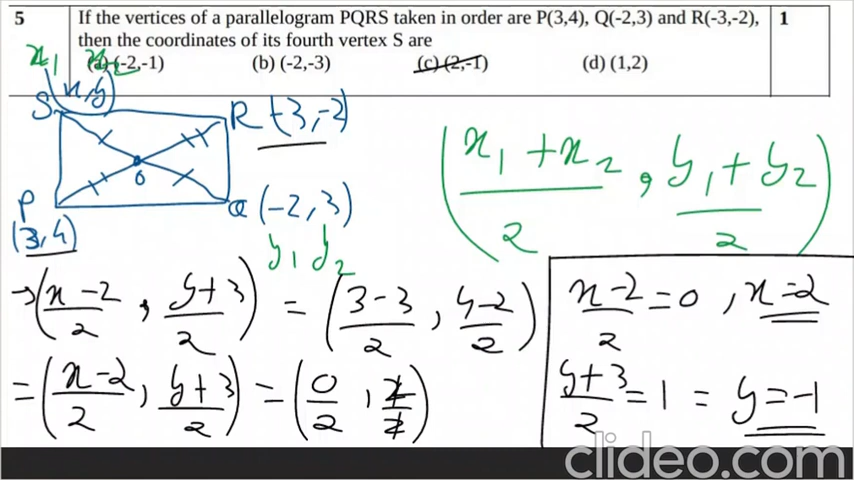 5 If the vertices of a parallelogram PQRS taken in order are P(3,4), Q(-2,3) and R(-3,-2), 1
then the coordinates of its fourth vertex S are
(a) (-2,-1) (b) (-2,-3) (c) (2,-1) (d) (1,2)
x₁ x₂
(x,y)
S R (-3,-2)
O
P Q (-2,3)
(3,4)
y₁ y₂
(x₁+x₂/2, y₁+y₂/2)
→(x-2/2, y+3/2) = (3-3/2, 4-2/2)
=(x-2/2, y+3/2) = (0/2, 2/2)
x-2/2=0, x=2
y+3/2=1 = y=-1
clideo.com